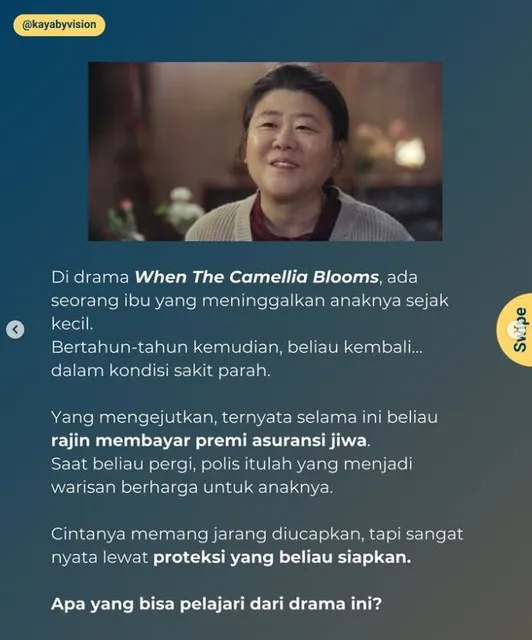 @kayabyvision
Di drama When The Camellia Blooms, ada
seorang ibu yang meninggalkan anaknya sejak
kecil.
Bertahun-tahun kemudian, beliau kembali...
dalam kondisi sakit parah.
Yang mengejutkan, ternyata selama ini beliau
rajin membayar premi asuransi jiwa.
Saat beliau pergi, polis itulah yang menjadi
warisan berharga untuk anaknya.
Cintanya memang jarang diucapkan, tapi sangat
nyata lewat proteksi yang beliau siapkan.
Apa yang bisa pelajari dari drama ini?
Swipe